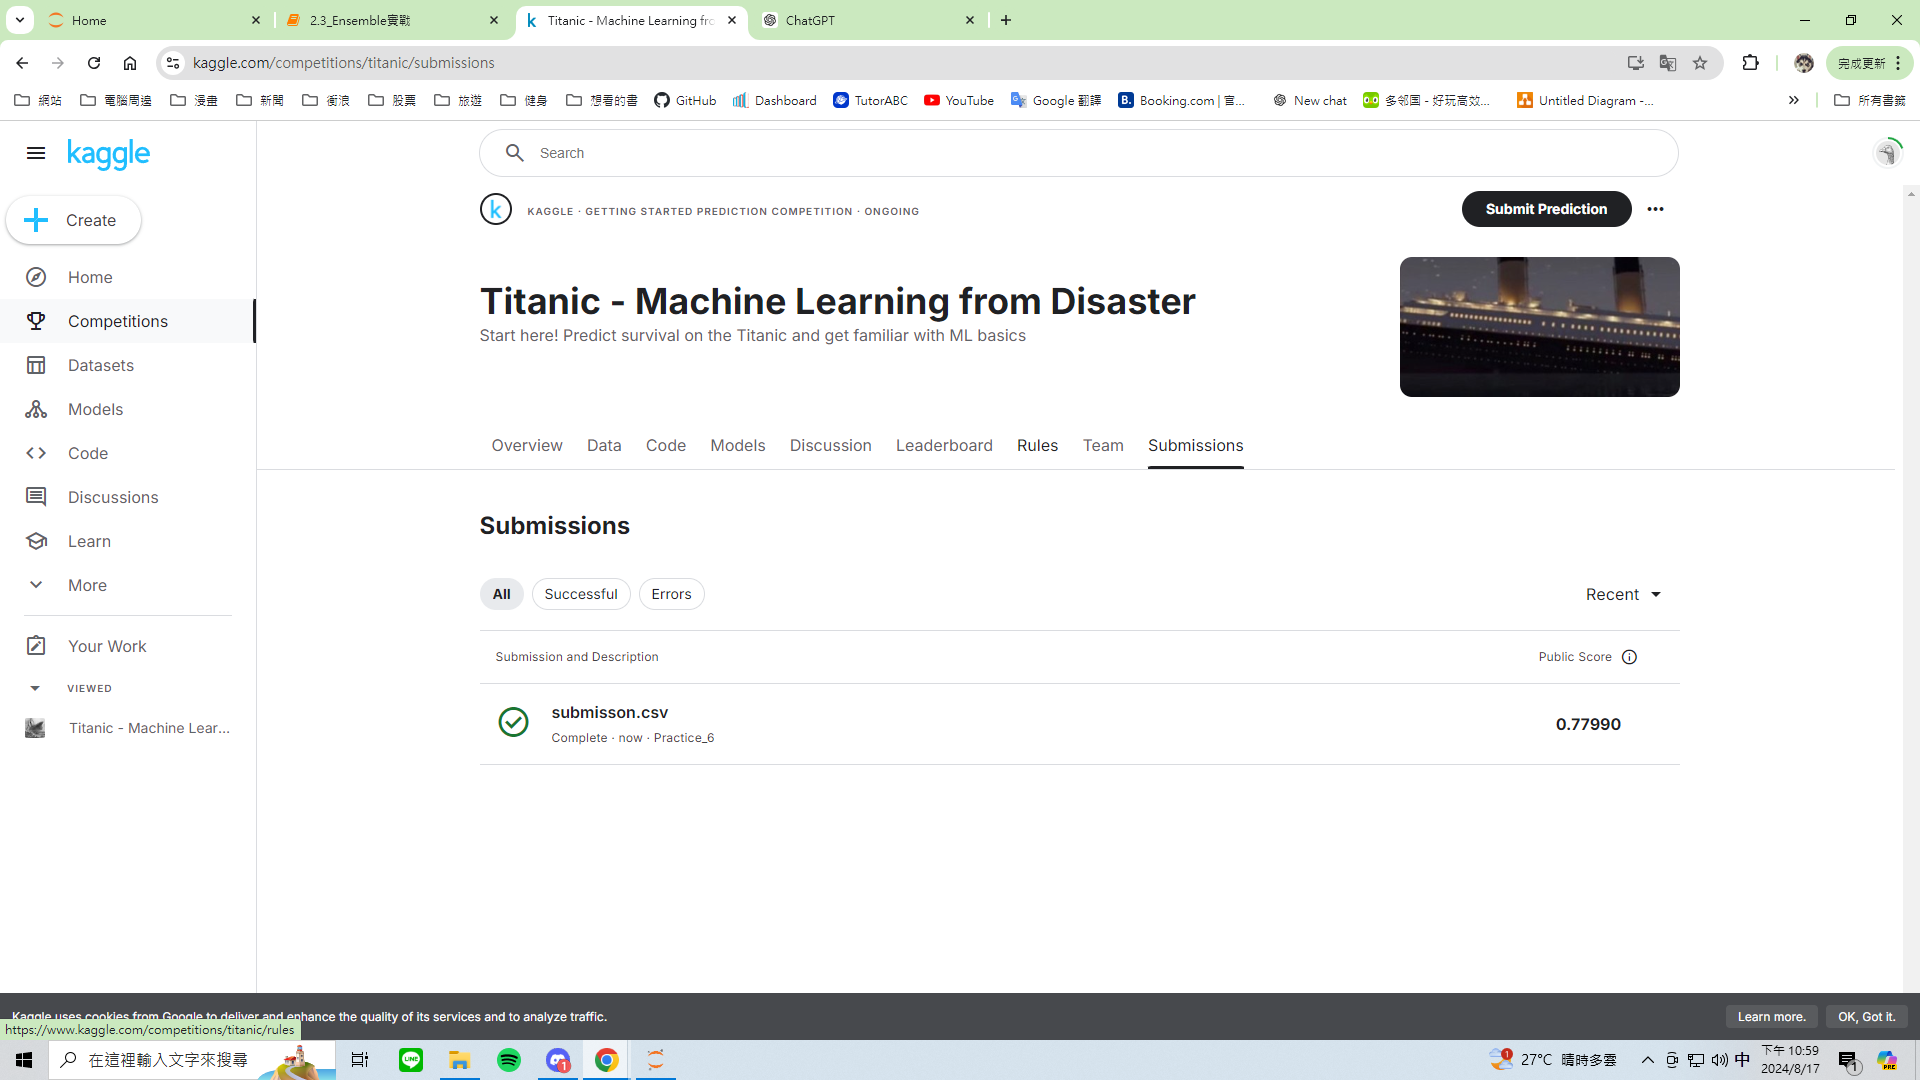 Home
2.3_Ensemble實戰
Titanic - Machine Learning fro
ChatGPT
kaggle.com/competitions/titanic/submissions
完成更新
網站
電腦周邊
漫畫
新聞
衝浪
股票
旅遊
健身
想看的書
GitHub
Dashboard
TutorABC
YouTube
Google 翻譯
Booking.com | 官...
New chat
多邻国 - 好玩高效...
Untitled Diagram -...
所有書籤
kaggle
Search
Create
KAGGLE · GETTING STARTED PREDICTION COMPETITION · ONGOING
Submit Prediction
Home
Competitions
Datasets
Models
Code
Discussions
Learn
More
Your Work
VIEWED
Titanic - Machine Lear...
Titanic - Machine Learning from Disaster
Start here! Predict survival on the Titanic and get familiar with ML basics
Overview
Data
Code
Models
Discussion
Leaderboard
Rules
Team
Submissions
Submissions
All
Successful
Errors
Recent
Submission and Description
Public Score
submisson.csv
Complete · now · Practice_6
0.77990
Kaggle uses cookies from Google to deliver and enhance the quality of its services and to analyze traffic.
Learn more.
OK, Got it.
https://www.kaggle.com/competitions/titanic/rules
在這裡輸入文字來搜尋
LINE
1
1
27°C 晴時多雲
中
下午 10:59
2024/8/17
1
PRE